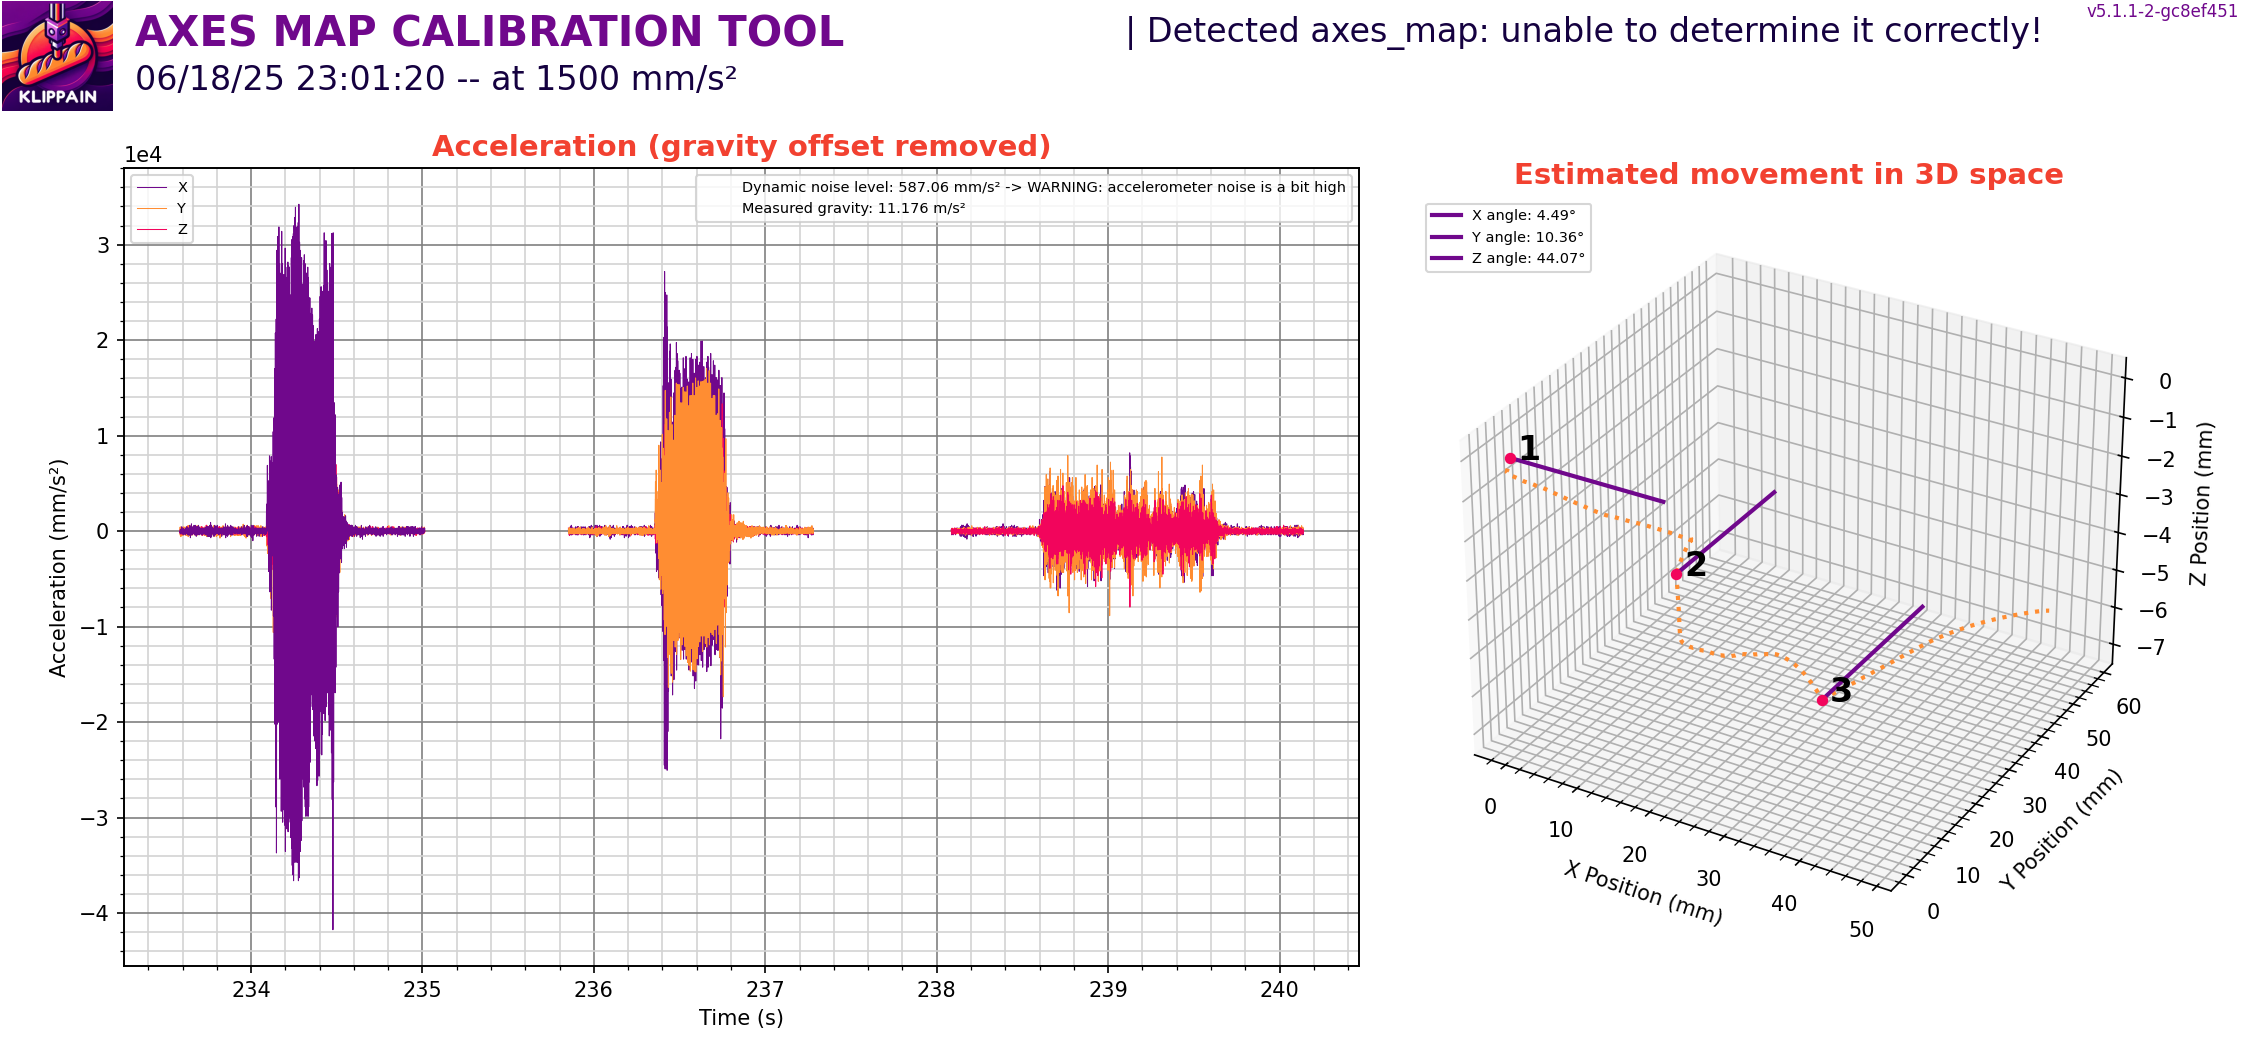 KLIPPAIN
AXES MAP CALIBRATION TOOL
06/18/25 23:01:20 -- at 1500 mm/s²
| Detected axes_map: unable to determine it correctly!
v5.1.1-2-gc8ef451
Acceleration (gravity offset removed)
1e4
X
Y
Z
Dynamic noise level: 587.06 mm/s² -> WARNING: accelerometer noise is a bit high
Measured gravity: 11.176 m/s²
3
2
1
0
−1
−2
−3
−4
Acceleration (mm/s²)
234 235 236 237 238 239 240
Time (s)
Estimated movement in 3D space
X angle: 4.49°
Y angle: 10.36°
Z angle: 44.07°
1
2
3
0
−1
−2
−3
−4
−5
−6
−7
Z Position (mm)
0
10
20
30
40
50
60
Y Position (mm)
0
10
20
30
40
50
X Position (mm)